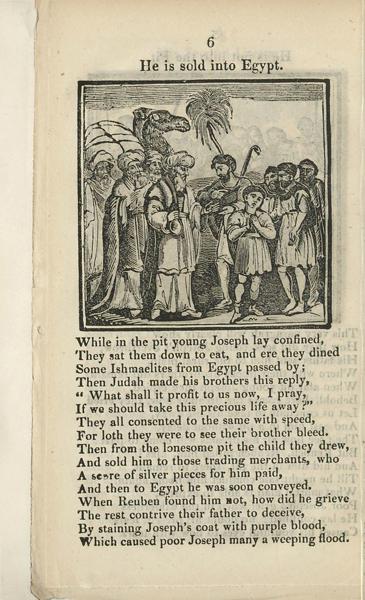 6
He is sold into Egypt.
While in the pit young Joseph lay confined,
They sat them down to eat, and ere they dined
Some Ishmaelites from Egypt passed by;
Then Judah made his brothers this reply,
“ What shall it profit to us now, I pray,
If we should take this precious life away?”
They all consented to the same with speed,
For loth they were to see their brother bleed.
Then from the lonesome pit the child they drew,
And sold him to those trading merchants, who
A score of silver pieces for him paid,
And then to Egypt he was soon conveyed.
When Reuben found him not, how did he grieve
The rest contrive their father to deceive,
By staining Joseph's coat with purple blood,
Which caused poor Joseph many a weeping flood.